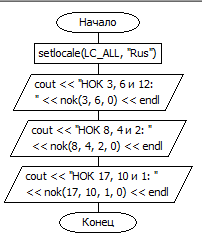 Начало
setlocale(LC_ALL, "Rus")
cout << "НОК 3, 6 и 12:
" << nok(3, 6, 0) << endl
cout << "НОК 8, 4 и 2: "
<< nok(8, 4, 2, 0) << endl
cout << "НОК 17, 10 и 1: "
<< nok(17, 10, 1, 0) << endl
Конец